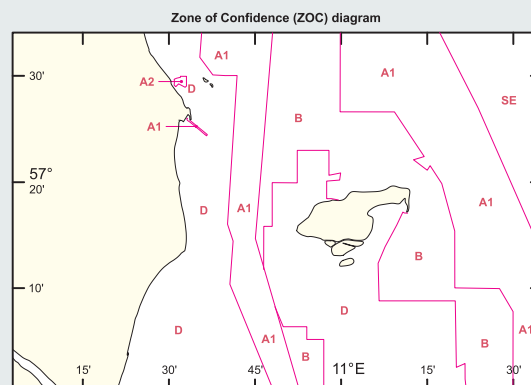 Zone of Confidence (ZOC) diagram
A1
30'
A2
D
A1
SE
B
A1
57°
20'
D
A1
A1
B
10'
D
D
A1
B
B
A1
15'
30'
45'
11°E
15'
30'